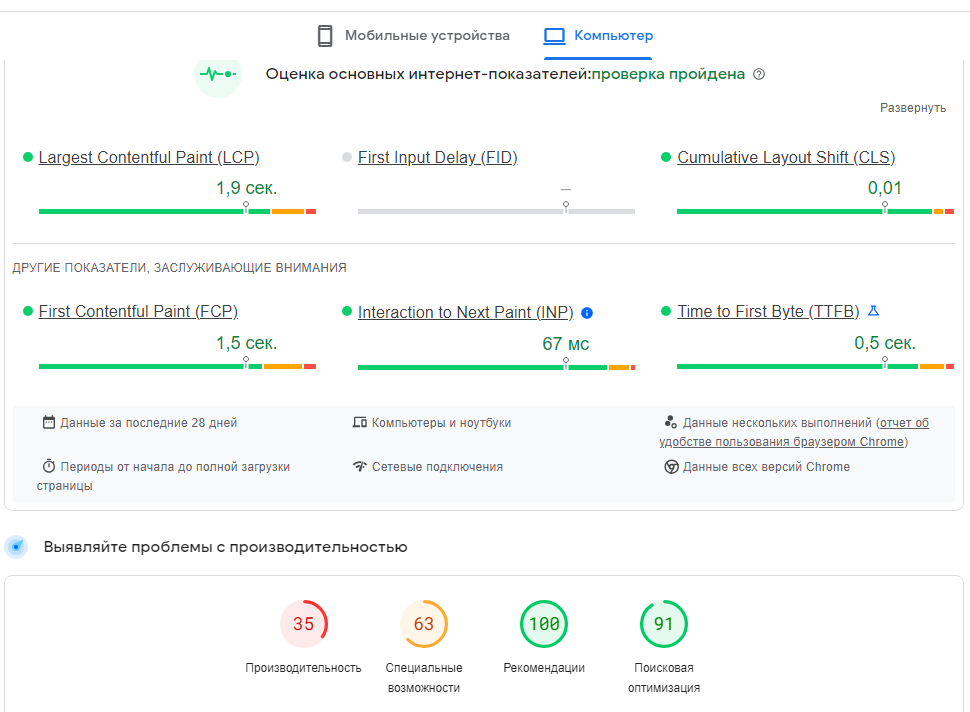 Мобильные устройства
Компьютер
Оценка основных интернет-показателей:проверка пройдена
Развернуть
Largest Contentful Paint (LCP)
1,9 сек.
First Input Delay (FID)
—
Cumulative Layout Shift (CLS)
0,01
ДРУГИЕ ПОКАЗАТЕЛИ, ЗАСЛУЖИВАЮЩИЕ ВНИМАНИЯ
First Contentful Paint (FCP)
1,5 сек.
Interaction to Next Paint (INP)
67 мс
Time to First Byte (TTFB)
0,5 сек.
Данные за последние 28 дней
Компьютеры и ноутбуки
Данные нескольких выполнений (отчет об
удобстве пользования браузером Chrome)
Периоды от начала до полной загрузки
страницы
Сетевые подключения
Данные всех версий Chrome
Выявляйте проблемы с производительностью
35
Производительность
63
Специальные
возможности
100
Рекомендации
91
Поисковая
оптимизация